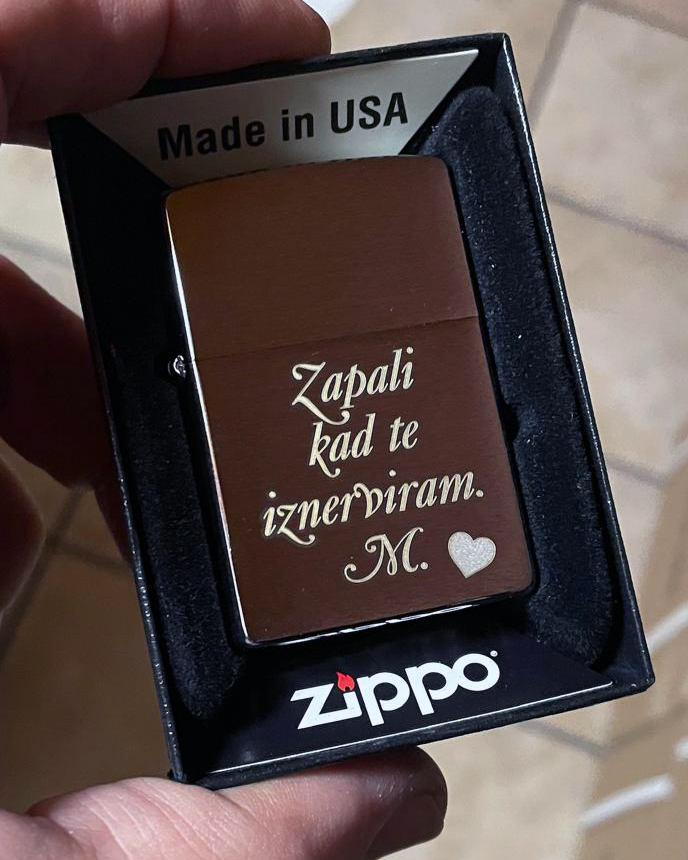 Made in USA
Zapali
kad te
iznerviram.
M.
zippo